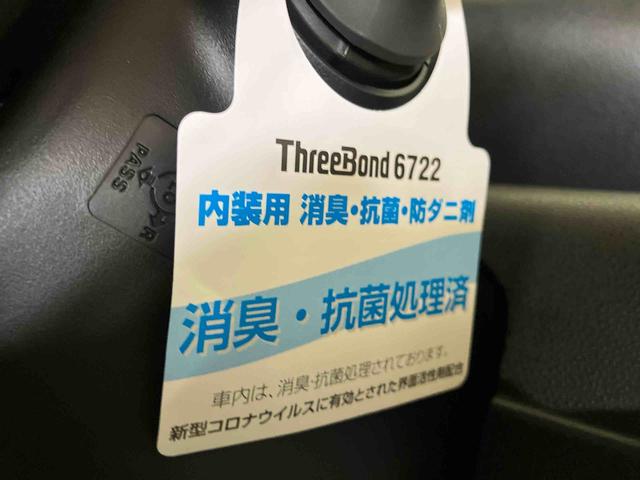 ThreeBond 6722
内装用 消臭・抗菌・防ダニ剤
消臭・抗菌処理済
車内は、消臭・抗菌処理されております。
新型コロナウイルスに有効とされた界面活性剤配合
PASS